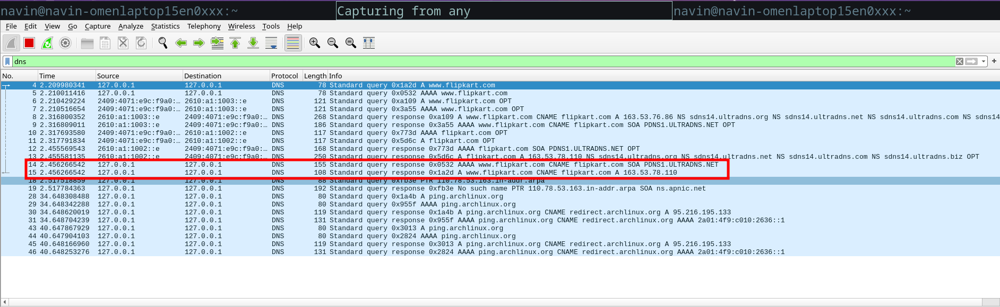 navin@navin-omenlaptop15en0xxx:~ Capturing from any navin@navin-omenlaptop15en0xxx:~
File Edit View Go Capture Analyze Statistics Telephony Wireless Tools Help
dns
No. Time Source Destination Protocol Length Info
4 2.209980341 127.0.0.1 127.0.0.1 DNS 78 Standard query 0x1a2d A www.flipkart.com
5 2.210011416 127.0.0.1 127.0.0.1 DNS 78 Standard query 0x0532 AAAA www.flipkart.com
6 2.210429224 2409:4071:e9c:f9a0:… 2610:a1:1003::e DNS 121 Standard query 0xa109 A www.flipkart.com OPT
7 2.210516654 2409:4071:e9c:f9a0:… 2610:a1:1003::e DNS 121 Standard query 0x3a55 AAAA www.flipkart.com OPT
8 2.316800352 2610:a1:1003::e 2409:4071:e9c:f9a0:… DNS 268 Standard query response 0xa109 A www.flipkart.com CNAME flipkart.com A 163.53.76.86 NS sdns14.ultradns.org NS sdns14.ultradns.net NS sdns14.ultradns.com NS sdns14
9 2.316809011 2610:a1:1003::e 2409:4071:e9c:f9a0:… DNS 186 Standard query response 0x3a55 AAAA www.flipkart.com CNAME flipkart.com SOA PDNS1.ULTRADNS.NET OPT
10 2.317693580 2409:4071:e9c:f9a0:… 2610:a1:1002::e DNS 117 Standard query 0x773d AAAA flipkart.com OPT
11 2.317791834 2409:4071:e9c:f9a0:… 2610:a1:1002::e DNS 117 Standard query 0x5d6c A flipkart.com OPT
12 2.455569543 2610:a1:1002::e 2409:4071:e9c:f9a0:… DNS 168 Standard query response 0x773d AAAA flipkart.com SOA PDNS1.ULTRADNS.NET OPT
13 2.455581135 2610:a1:1002::e 2409:4071:e9c:f9a0:… DNS 250 Standard query response 0x5d6c A flipkart.com A 163.53.78.110 NS sdns14.ultradns.org NS sdns14.ultradns.net NS sdns14.ultradns.com NS sdns14.ultradns.biz OPT
14 2.456266542 127.0.0.1 127.0.0.1 DNS 155 Standard query response 0x0532 AAAA www.flipkart.com CNAME flipkart.com SOA PDNS1.ULTRADNS.NET
15 2.456266542 127.0.0.1 127.0.0.1 DNS 108 Standard query response 0x1a2d A www.flipkart.com CNAME flipkart.com A 163.53.78.110
18 2.517518859 127.0.0.1 127.0.0.1 DNS 88 Standard query 0xfb3e PTR 110.78.53.163.in-addr.arpa
19 2.517784363 127.0.0.1 127.0.0.1 DNS 192 Standard query response 0xfb3e No such name PTR 110.78.53.163.in-addr.arpa SOA ns.apnic.net
28 34.648308488 127.0.0.1 127.0.0.1 DNS 80 Standard query 0x1a4b A ping.archlinux.org
29 34.648342288 127.0.0.1 127.0.0.1 DNS 80 Standard query 0x955f AAAA ping.archlinux.org
30 34.648620019 127.0.0.1 127.0.0.1 DNS 119 Standard query response 0x1a4b A ping.archlinux.org CNAME redirect.archlinux.org A 95.216.195.133
31 34.648704239 127.0.0.1 127.0.0.1 DNS 131 Standard query response 0x955f AAAA ping.archlinux.org CNAME redirect.archlinux.org AAAA 2a01:4f9:c010:2636::1
43 40.647867929 127.0.0.1 127.0.0.1 DNS 80 Standard query 0x3013 A ping.archlinux.org
44 40.647904103 127.0.0.1 127.0.0.1 DNS 80 Standard query 0x2824 AAAA ping.archlinux.org
45 40.648166960 127.0.0.1 127.0.0.1 DNS 119 Standard query response 0x3013 A ping.archlinux.org CNAME redirect.archlinux.org A 95.216.195.133
46 40.648253276 127.0.0.1 127.0.0.1 DNS 131 Standard query response 0x2824 AAAA ping.archlinux.org CNAME redirect.archlinux.org AAAA 2a01:4f9:c010:2636::1